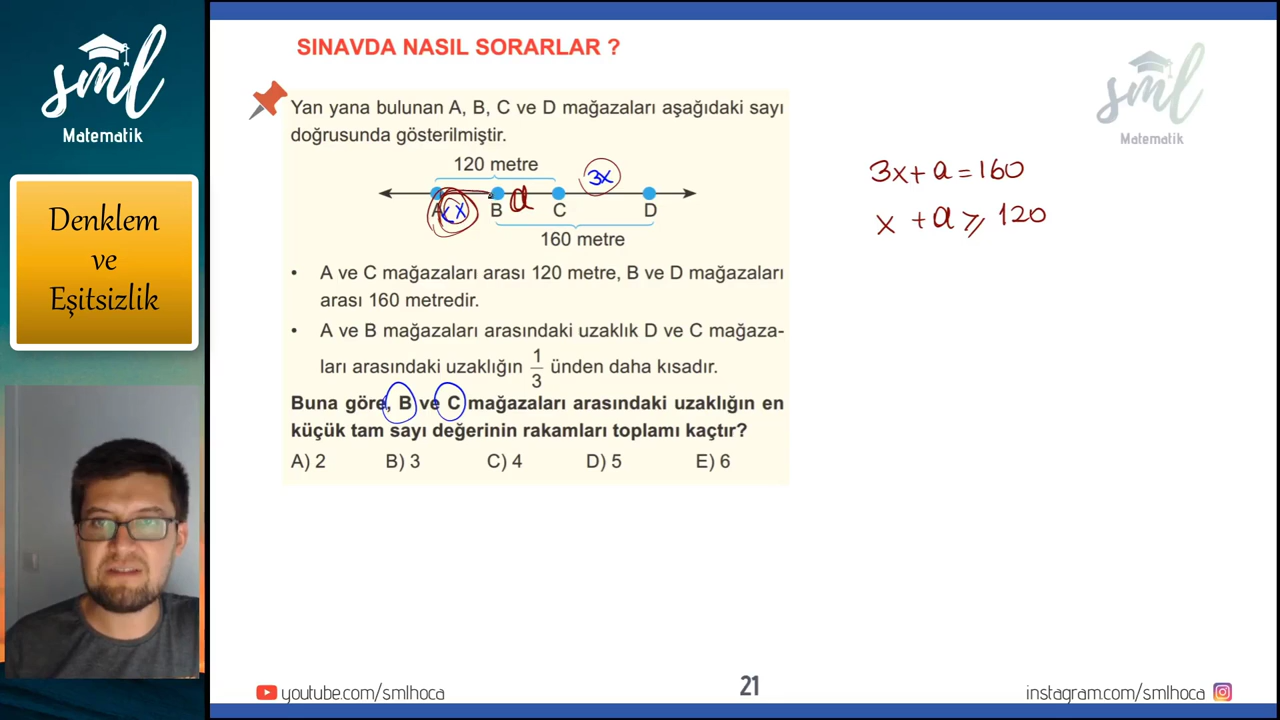 SINAVDA NASIL SORARLAR ?
sml
Matematik
sml
Matematik
Denklem
ve
Eşitsizlik
Yan yana bulunan A, B, C ve D mağazaları aşağıdaki sayı
doğrusunda gösterilmiştir.
120 metre
3x
<x a
A B C D
160 metre
• A ve C mağazaları arası 120 metre, B ve D mağazaları
arası 160 metredir.
• A ve B mağazaları arasındaki uzaklık D ve C mağaza-
ları arasındaki uzaklığın 1/3 ünden daha kısadır.
Buna göre, B ve C mağazaları arasındaki uzaklığın en
küçük tam sayı değerinin rakamları toplamı kaçtır?
A) 2 B) 3 C) 4 D) 5 E) 6
3x + a = 160
x + a ⩾ 120
youtube.com/smlhoca
21
instagram.com/smlhoca